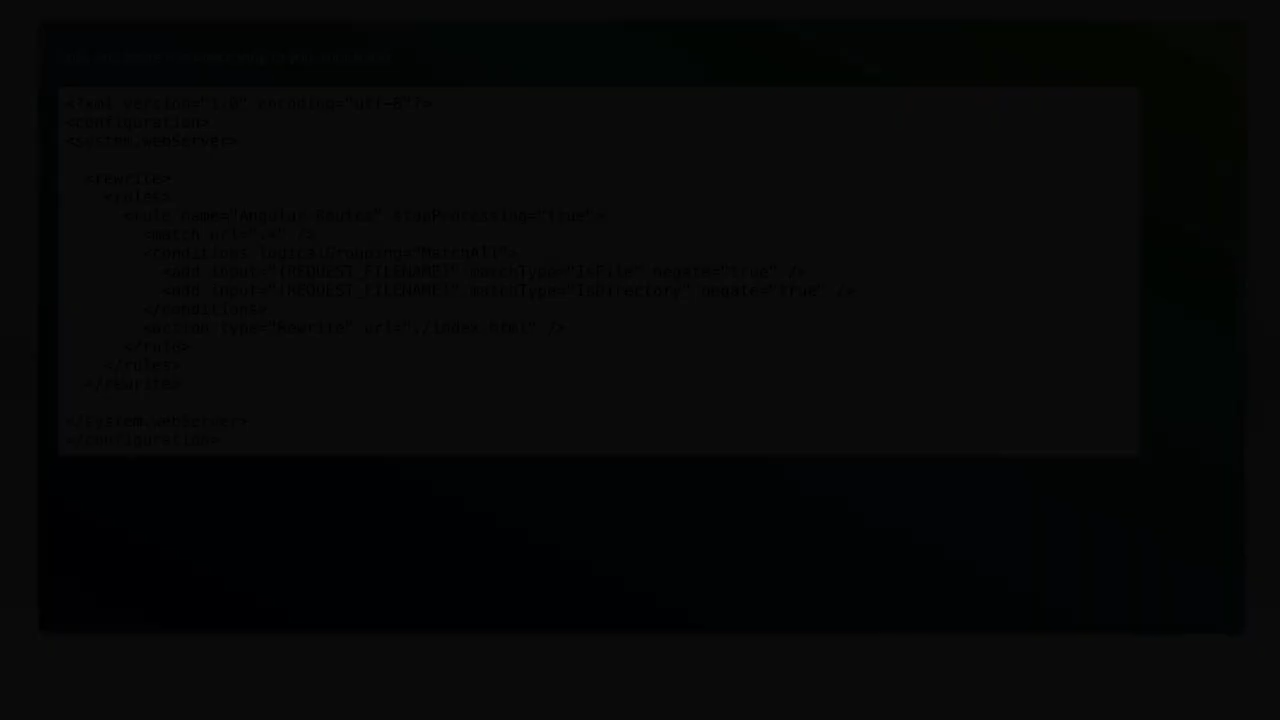 <?xml version="1.0" encoding="utf-8"?>
<configuration>
<system.webServer>
<rewrite>
<rules>
<rule name="Angular Routes" stopProcessing="true">
<match url=".*" />
<conditions logicalGrouping="MatchAll">
<add input="{REQUEST_FILENAME}" matchType="IsFile" negate="true" />
<add input="{REQUEST_FILENAME}" matchType="IsDirectory" negate="true" />
</conditions>
<action type="Rewrite" url="./index.html" />
</rule>
</rules>
</rewrite>
</system.webServer>
</configuration>